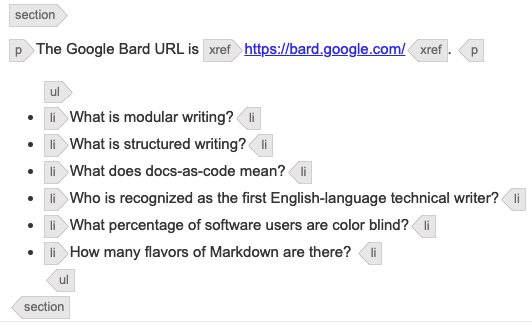 section
p The Google Bard URL is xref https://bard.google.com/ xref . p
ul
li What is modular writing? li
li What is structured writing? li
li What does docs-as-code mean? li
li Who is recognized as the first English-language technical writer? li
li What percentage of software users are color blind? li
li How many flavors of Markdown are there? li
ul
section